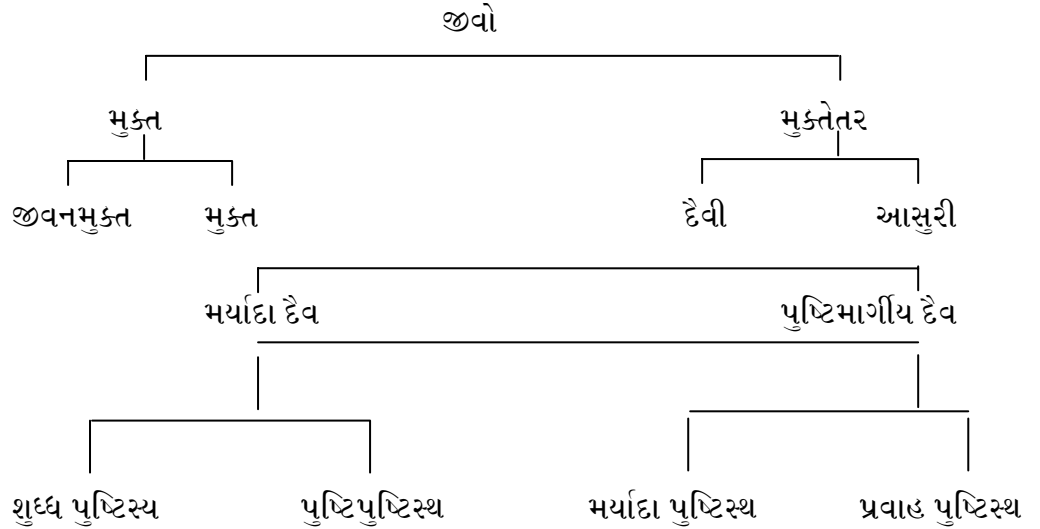 જીવો
મુક્ત મુક્તેતર
જીવનમુક્ત મુક્ત દૈવી આસુરી
મર્યાદા દૈવ પુષ્ટિમાર્ગીય દૈવ
શુધ્ધ પુષ્ટિસ્ય પુષ્ટિપુષ્ટિસ્થ મર્યાદા પુષ્ટિસ્થ પ્રવાહ પુષ્ટિસ્થ